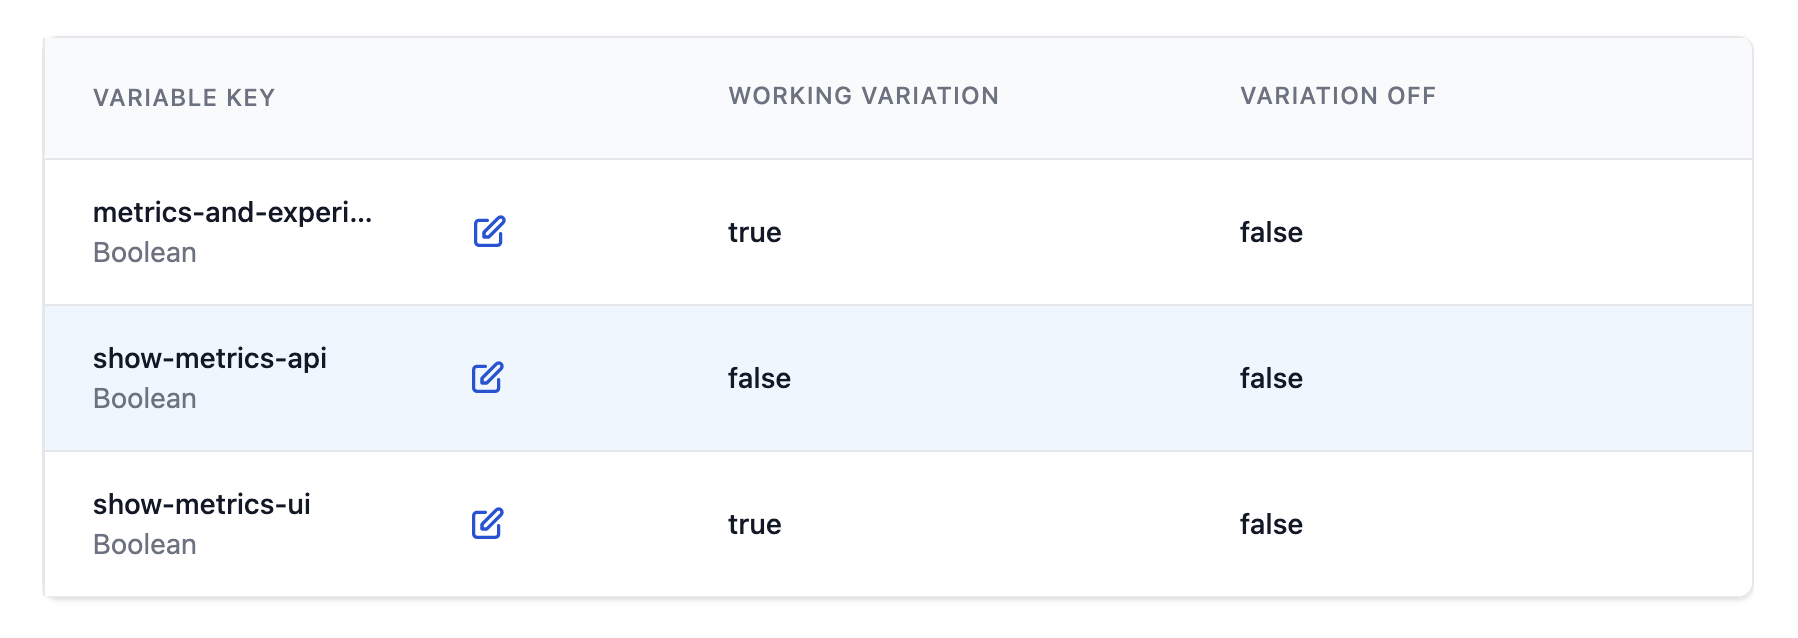 VARIABLE KEY WORKING VARIATION VARIATION OFF
metrics-and-experi...
Boolean
true false
show-metrics-api
Boolean
false false
show-metrics-ui
Boolean
true false